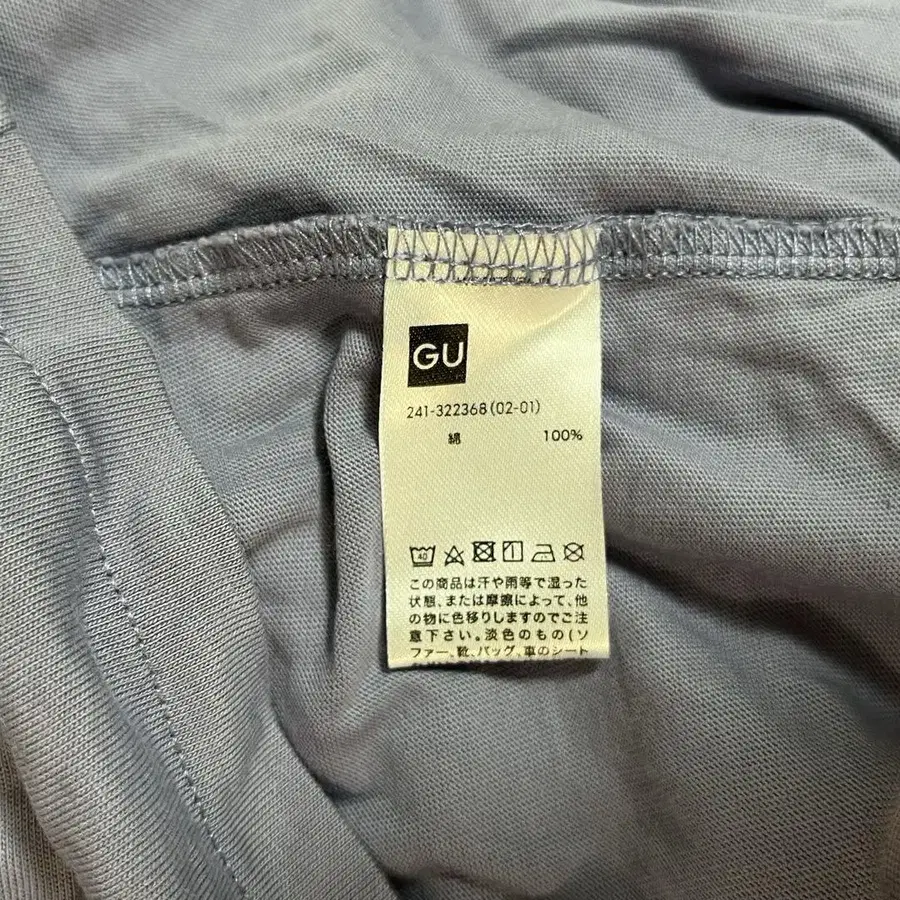 GU
241-322368(02-01)
綿 100%
40
この商品は汗や雨等で湿った
状態、または摩擦によって、他
の物に色移りしますのでご注
意下さい。淡色のもの(ソ
ファー、靴、バッグ、車のシート